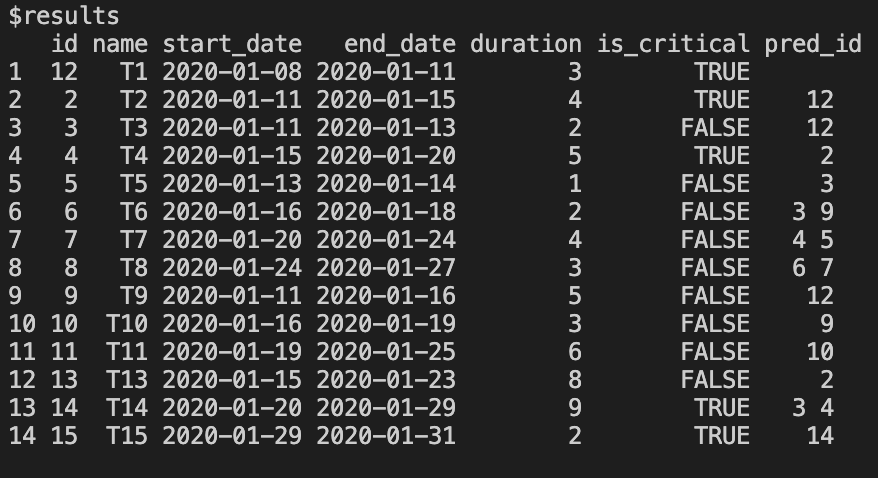 $results
   id name start_date   end_date duration is_critical pred_id
1  12   T1 2020-01-08 2020-01-11        3        TRUE
2   2   T2 2020-01-11 2020-01-15        4        TRUE      12
3   3   T3 2020-01-11 2020-01-13        2       FALSE      12
4   4   T4 2020-01-15 2020-01-20        5        TRUE       2
5   5   T5 2020-01-13 2020-01-14        1       FALSE       3
6   6   T6 2020-01-16 2020-01-18        2       FALSE     3 9
7   7   T7 2020-01-20 2020-01-24        4       FALSE     4 5
8   8   T8 2020-01-24 2020-01-27        3       FALSE     6 7
9   9   T9 2020-01-11 2020-01-16        5       FALSE      12
10 10  T10 2020-01-16 2020-01-19        3       FALSE       9
11 11  T11 2020-01-19 2020-01-25        6       FALSE      10
12 13  T13 2020-01-15 2020-01-23        8       FALSE       2
13 14  T14 2020-01-20 2020-01-29        9        TRUE     3 4
14 15  T15 2020-01-29 2020-01-31        2        TRUE      14